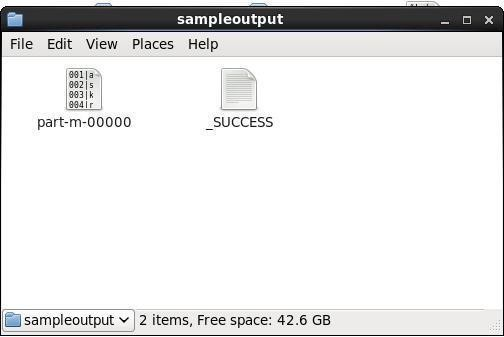 sampleoutput
File Edit View Places Help
001|a
002|s
003|k
004|r
part-m-00000
_SUCCESS
sampleoutput 2 items, Free space: 42.6 GB